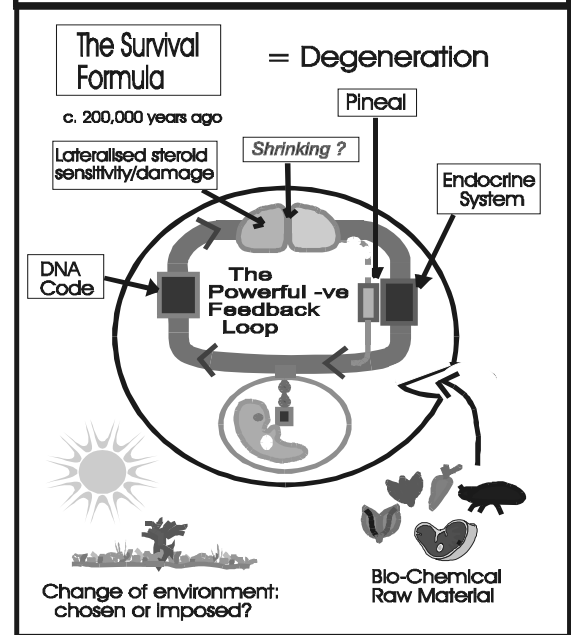 The Survival
Formula
= Degeneration
c. 200,000 years ago
Pineal
Lateralised steroid
sensitivity/damage
Shrinking ?
Endocrine
System
DNA
Code
The
Powerful -ve
Feedback
Loop
Change of environment:
chosen or imposed?
Bio-Chemical
Raw Material